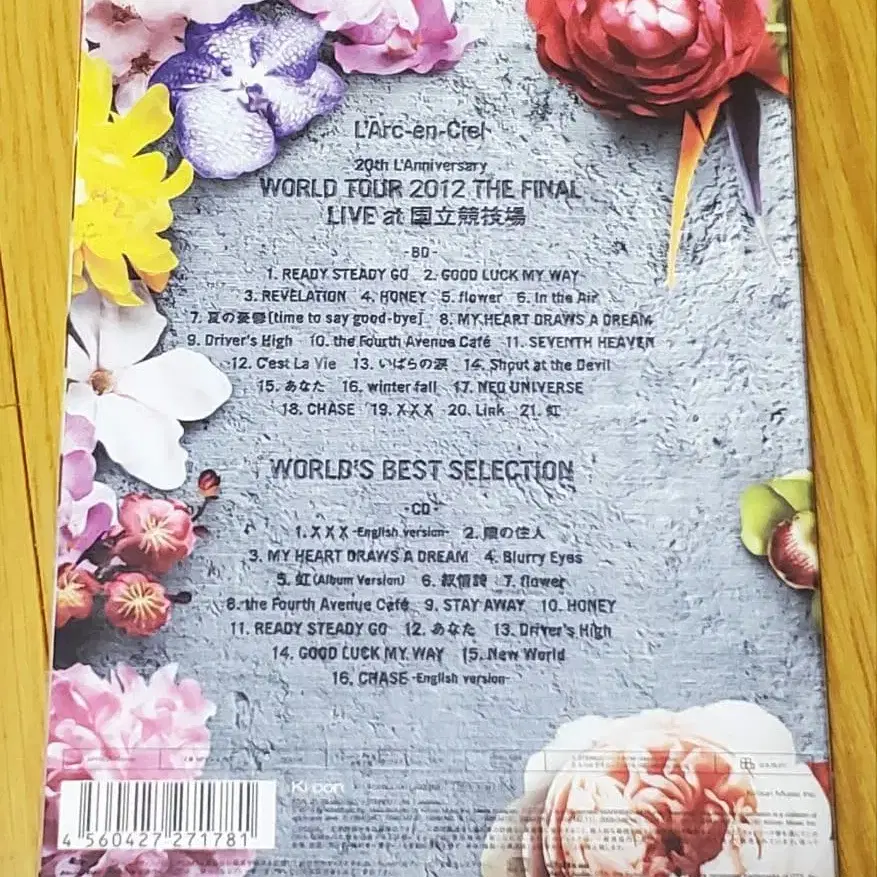 L'Arc-en-Ciel
20th L'Anniversary
WORLD TOUR 2012 THE FINAL
LIVE at 国立競技場
-BD-
1. READY STEADY GO 2. GOOD LUCK MY WAY
3. REVELATION 4. HONEY 5. flower 6. In the Air
7. 夏の憂鬱[time to say good-bye] 8. MY HEART DRAWS A DREAM
9. Driver's High 10. the Fourth Avenue Café 11. SEVENTH HEAVEN
12. C'est La Vie 13. いばらの涙 14. Shout at the Devil
15. あなた 16. winter fall 17. NEO UNIVERSE
18. CHASE 19. X X X 20. Link 21. 虹
WORLD'S BEST SELECTION
-CD-
1. X X X -English version- 2. 瞳の住人
3. MY HEART DRAWS A DREAM 4. Blurry Eyes
5. 虹(Album Version) 6. 叙情詩 7. flower
8. the Fourth Avenue Café 9. STAY AWAY 10. HONEY
11. READY STEADY GO 12. あなた 13. Driver's High
14. GOOD LUCK MY WAY 15. New World
16. CHASE -English version-
Ki/oon
4 560427 271781